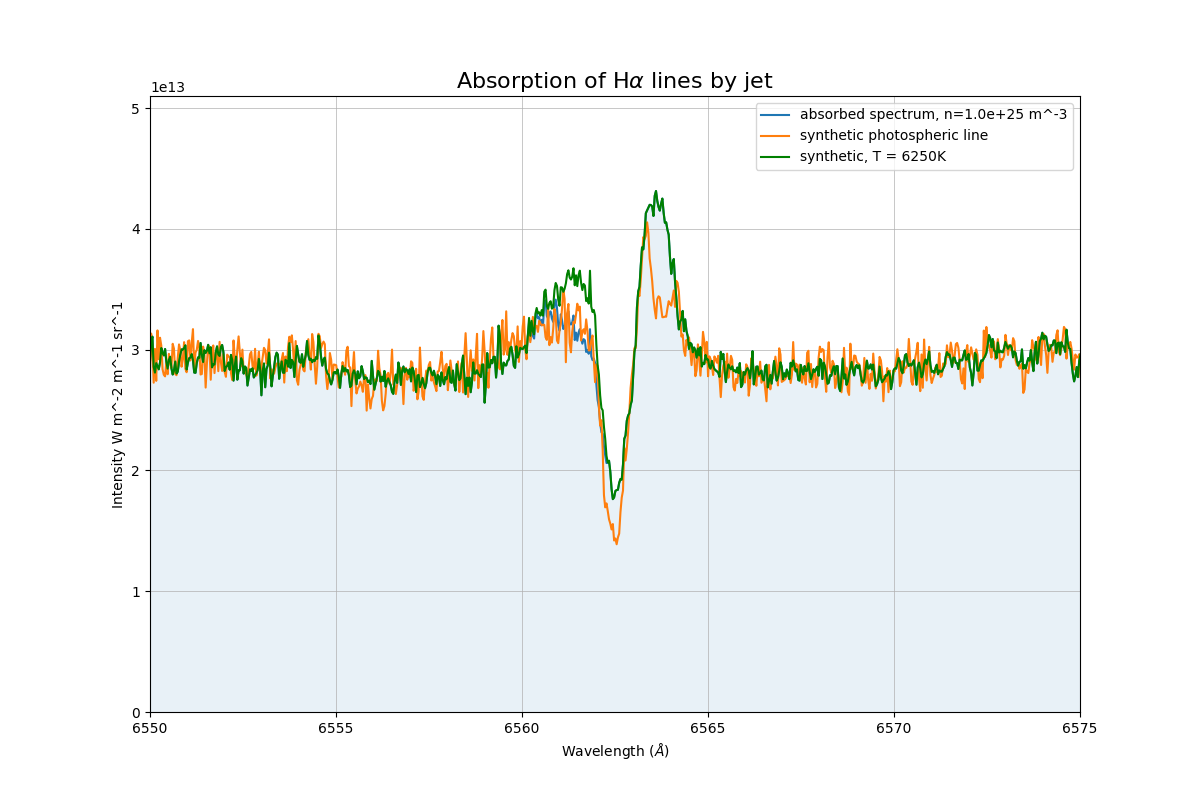 Absorption of Hα lines by jet
1e13
absorbed spectrum, n=1.0e+25 m^-3
synthetic photospheric line
synthetic, T = 6250K
5
4
3
2
1
0
Intensity W m^-2 m^-1 sr^-1
6550 6555 6560 6565 6570 6575
Wavelength (Å)